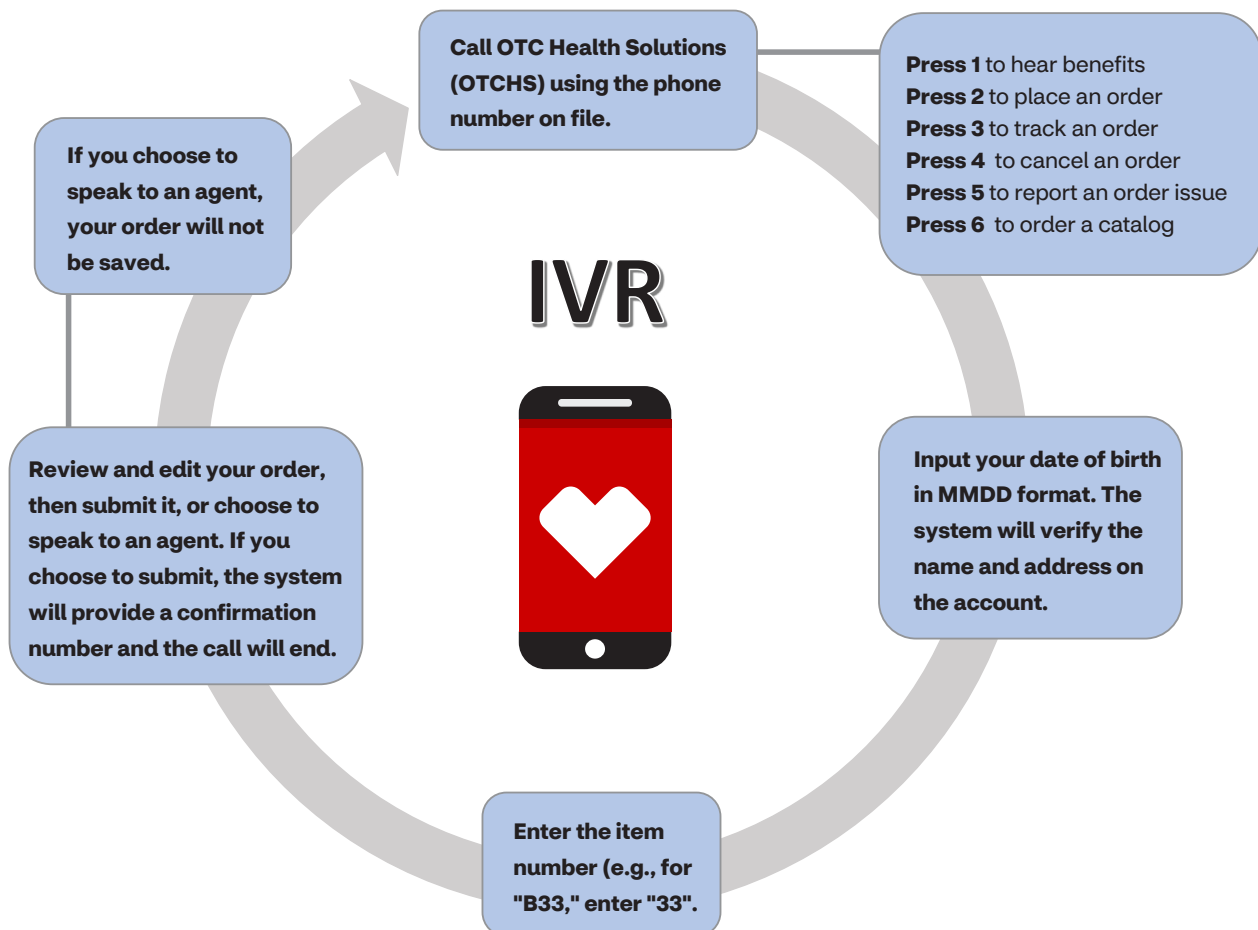 Call OTC Health Solutions
(OTCHS) using the phone
number on file.
Press 1 to hear benefits
Press 2 to place an order
Press 3 to track an order
Press 4 to cancel an order
Press 5 to report an order issue
Press 6 to order a catalog
Input your date of birth
in MMDD format. The
system will verify the
name and address on
the account.
Enter the item
number (e.g., for
"B33," enter "33".
Review and edit your order,
then submit it, or choose to
speak to an agent. If you
choose to submit, the system
will provide a confirmation
number and the call will end.
If you choose to
speak to an agent,
your order will not
be saved.
IVR